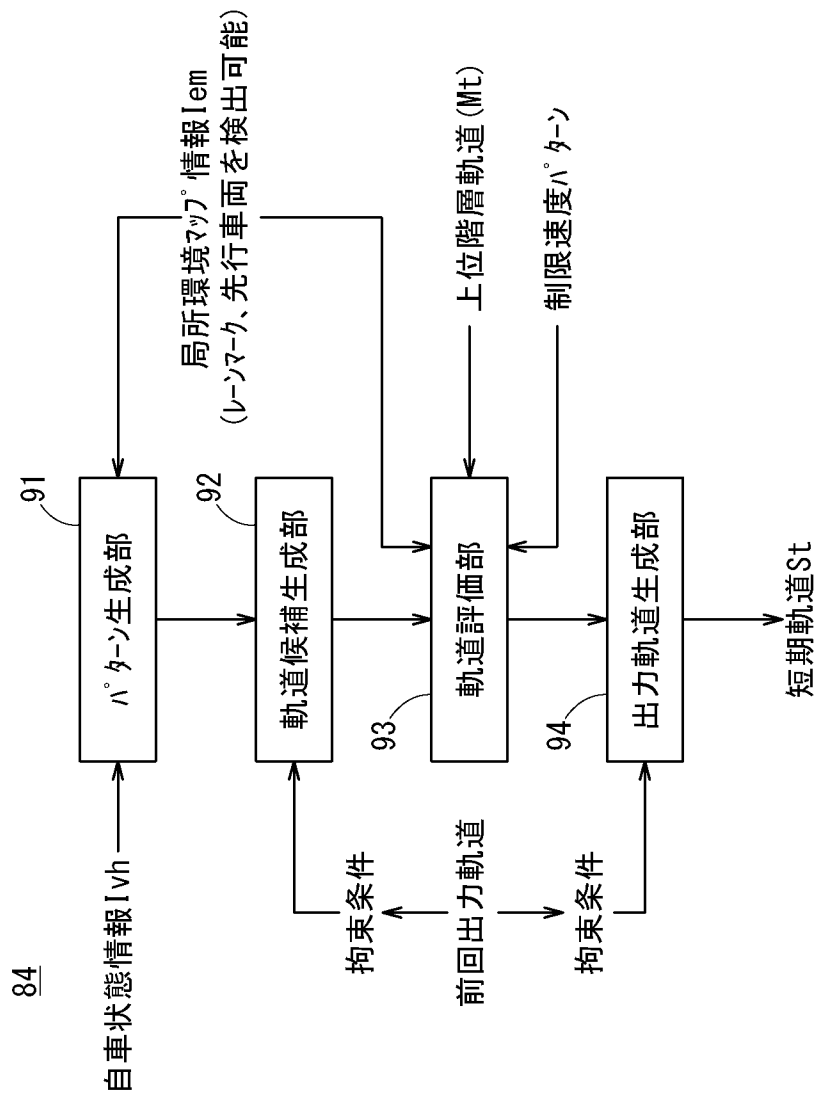 84
自車状態情報Ivh
91
パターン生成部
局所環境マップ情報Iem
(レーンマーク、先行車両を検出可能)
92
軌道候補生成部
拘束条件
前回出力軌道
拘束条件
93
軌道評価部
上位階層軌道(Mt)
制限速度パターン
94
出力軌道生成部
短期軌道St